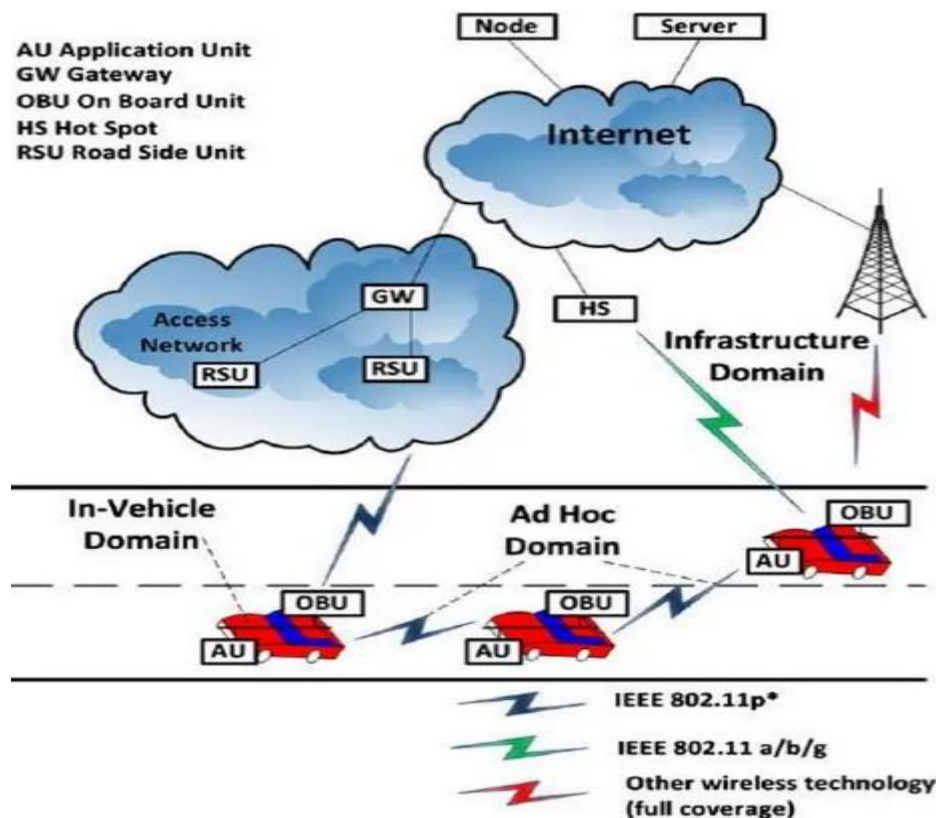 Node
Server
AU Application Unit
GW Gateway
OBU On Board Unit
HS Hot Spot
RSU Road Side Unit
Internet
GW
Access
Network
RSU
RSU
HS
Infrastructure
Domain
In-Vehicle
Domain
Ad Hoc
Domain
OBU
AU
OBU
AU
OBU
AU
IEEE 802.11p*
IEEE 802.11 a/b/g
Other wireless technology
(full coverage)